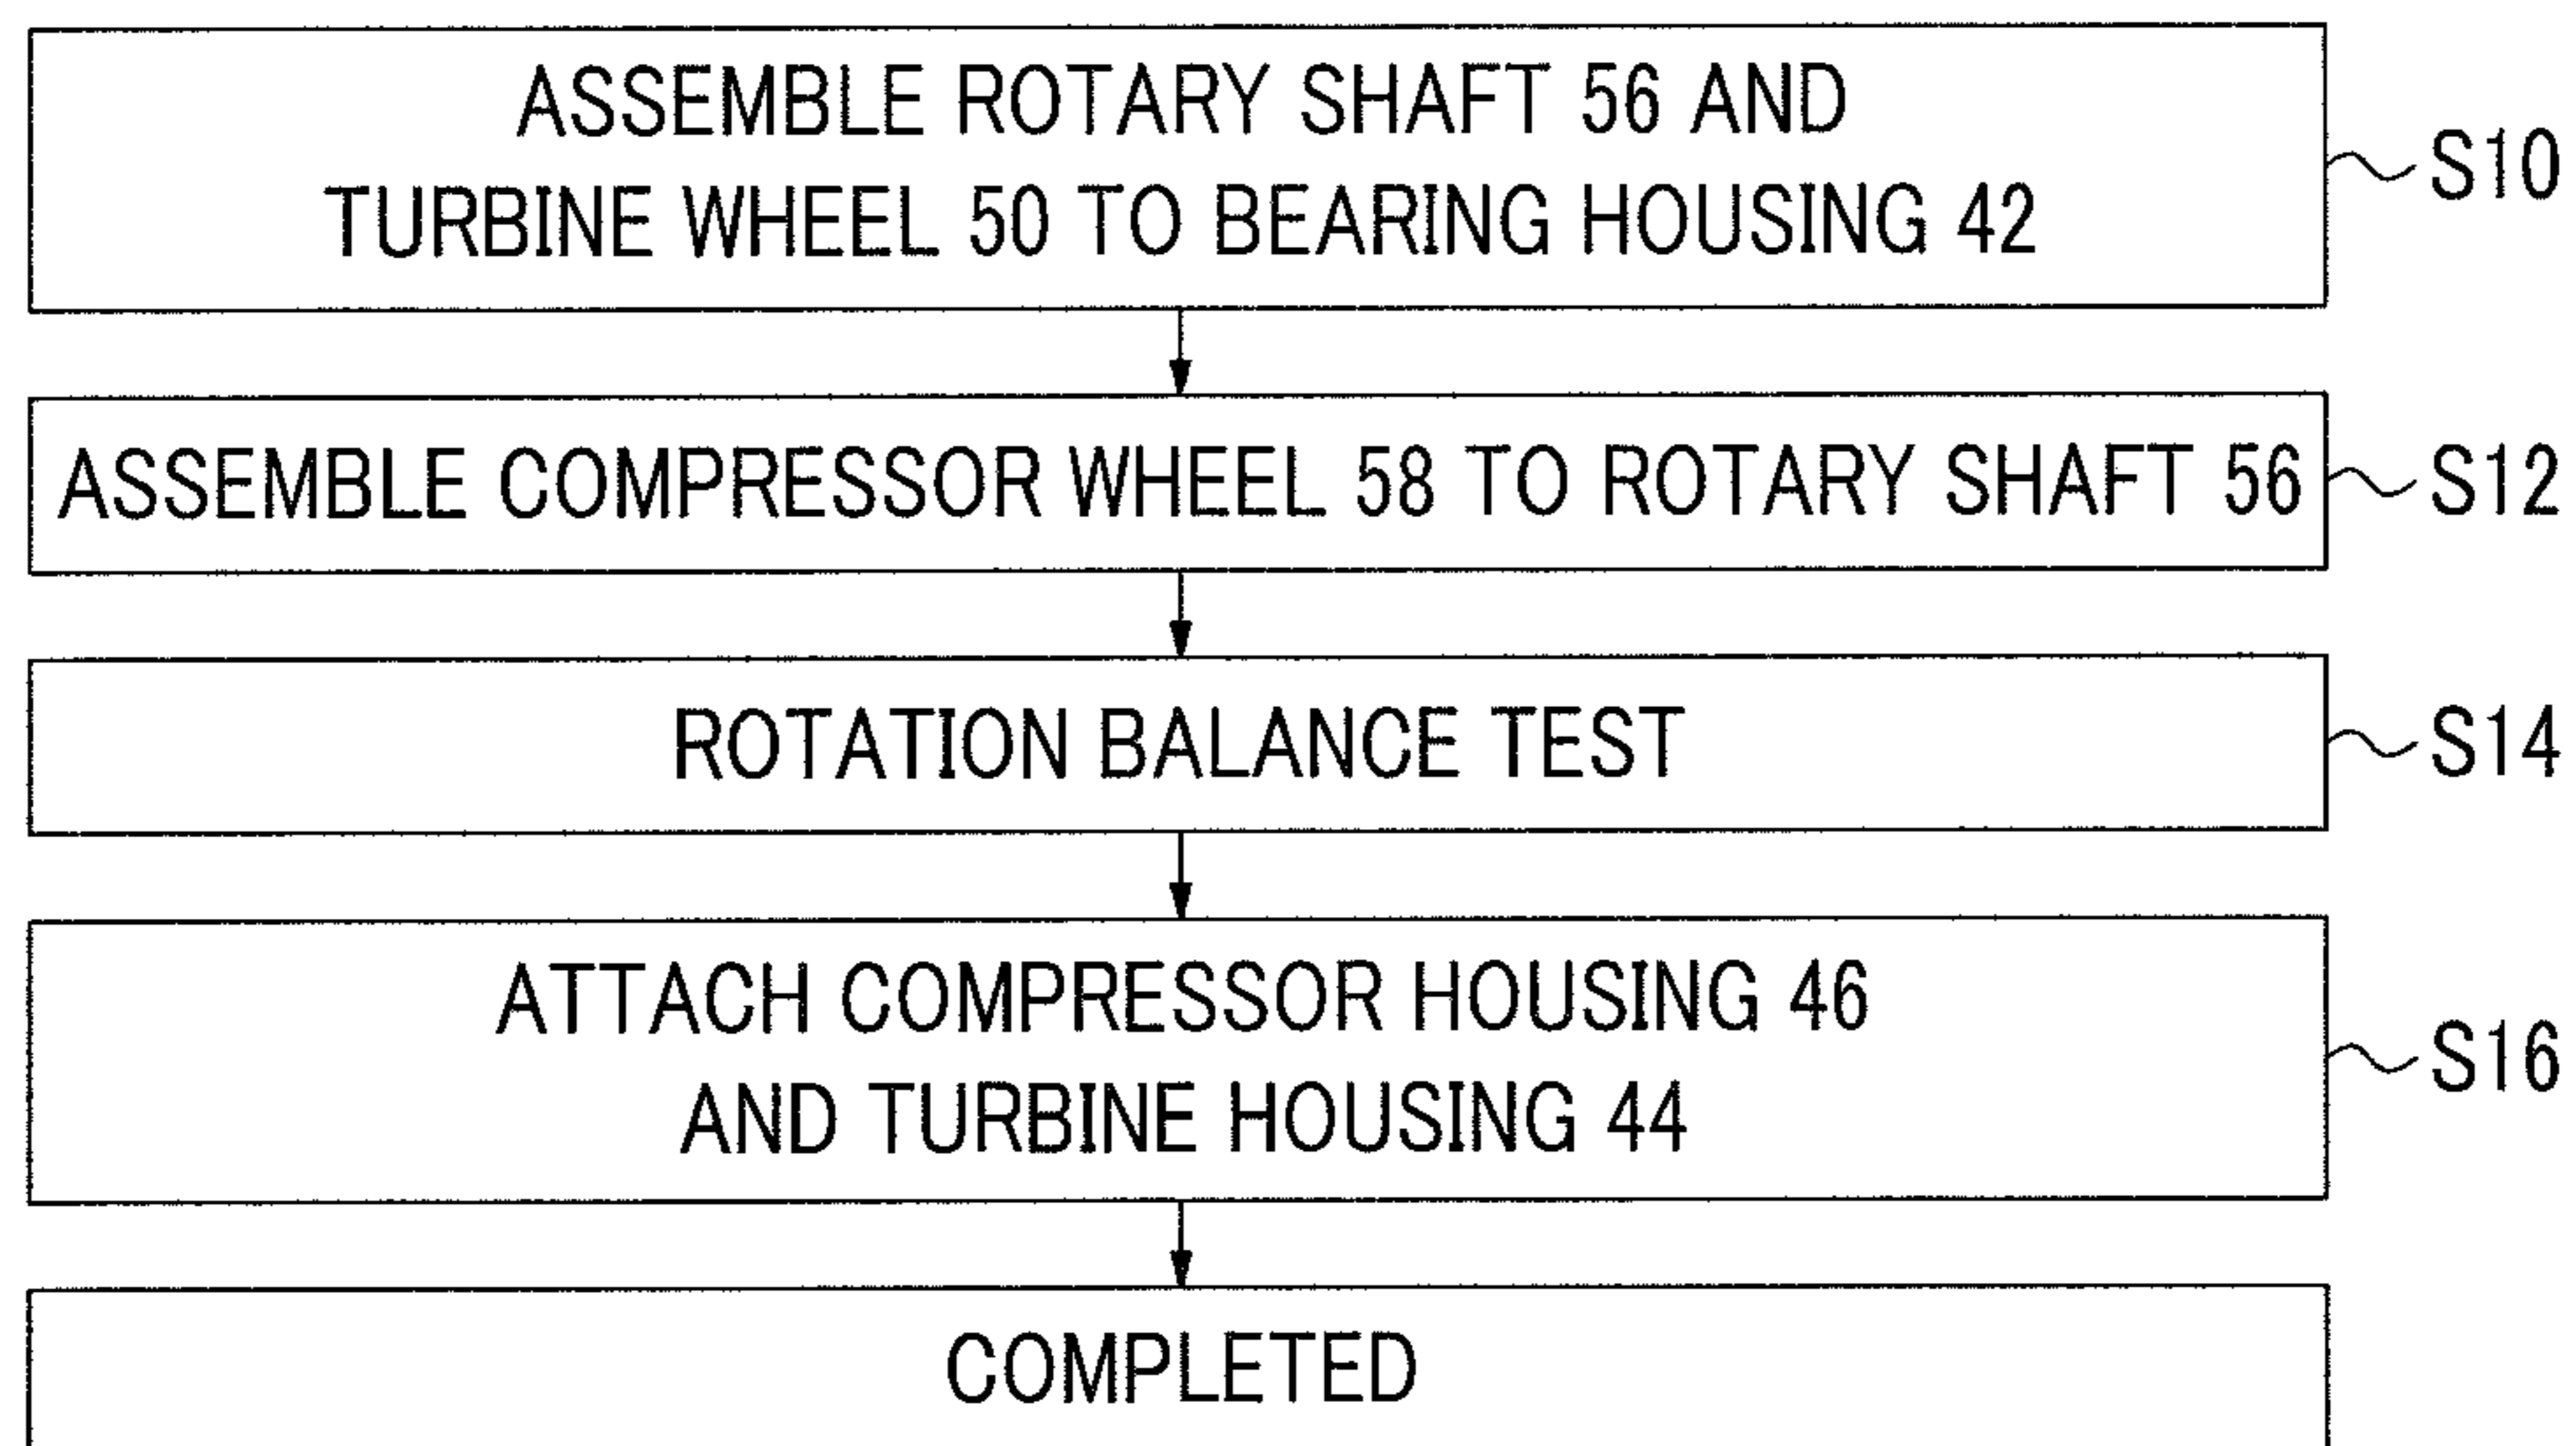 ASSEMBLE ROTARY SHAFT 56 AND
TURBINE WHEEL 50 TO BEARING HOUSING 42
S10
ASSEMBLE COMPRESSOR WHEEL 58 TO ROTARY SHAFT 56
S12
ROTATION BALANCE TEST
S14
ATTACH COMPRESSOR HOUSING 46
AND TURBINE HOUSING 44
S16
COMPLETED